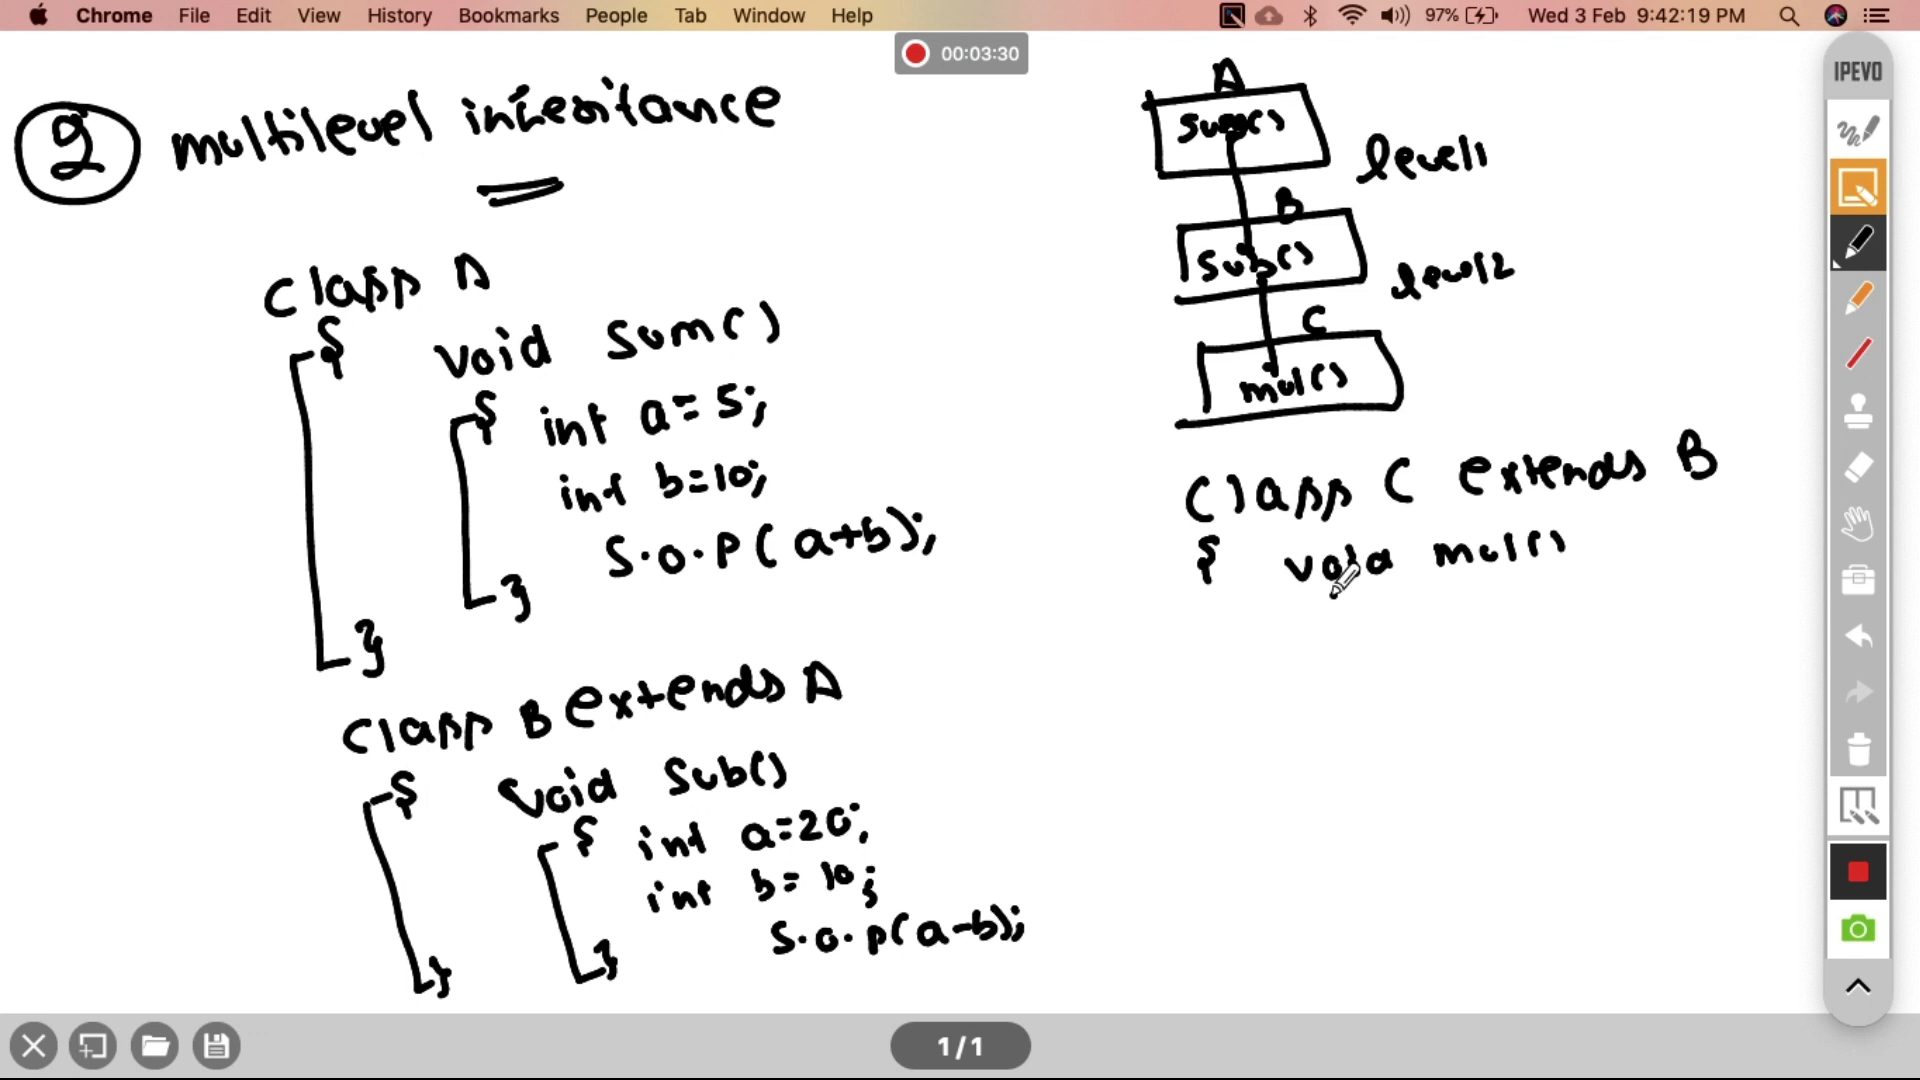 Chrome File Edit View History Bookmarks People Tab Window Help 97% Wed 3 Feb 9:42:19 PM
00:03:30
IPEVO
2 multilevel inheritance
class A
{ void sum()
{ int a=5;
int b=10;
S.o.p(a+b);
}
}
class B extends A
{ void sub()
{ int a=20;
int b=10;
S.o.p(a-b);
}
}
A
sum()
level1
B
sub()
level2
C
mul()
class C extends B
{ void mul()
1/1